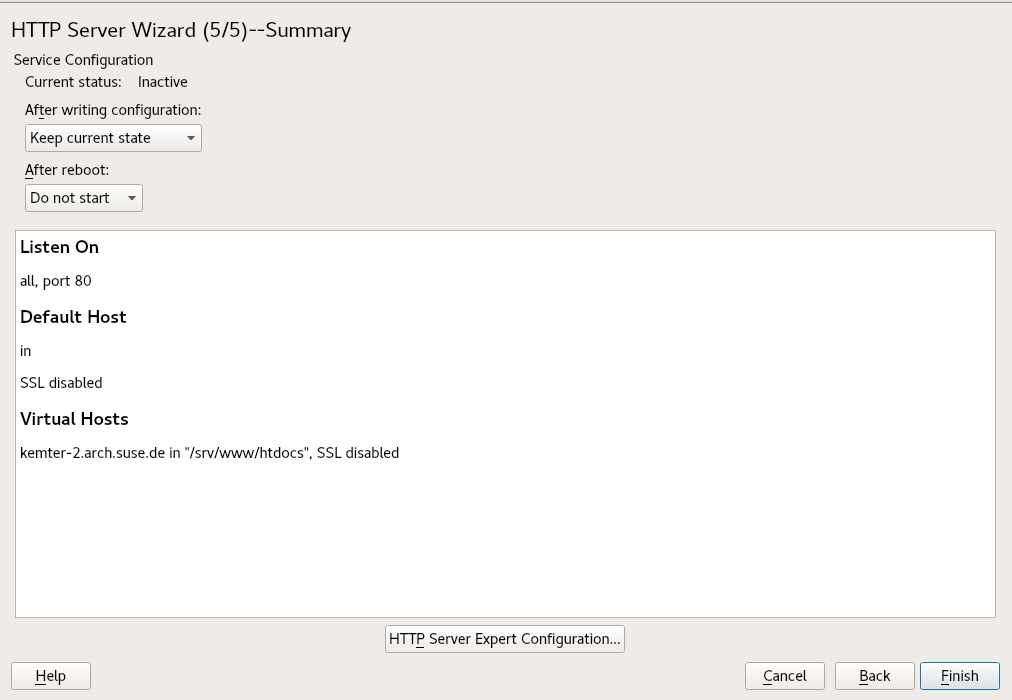 HTTP Server Wizard (5/5)--Summary
Service Configuration
Current status: Inactive
After writing configuration:
Keep current state
After reboot:
Do not start
Listen On
all, port 80
Default Host
in
SSL disabled
Virtual Hosts
kemter-2.arch.suse.de in "/srv/www/htdocs", SSL disabled
HTTP Server Expert Configuration...
Help Cancel Back Finish